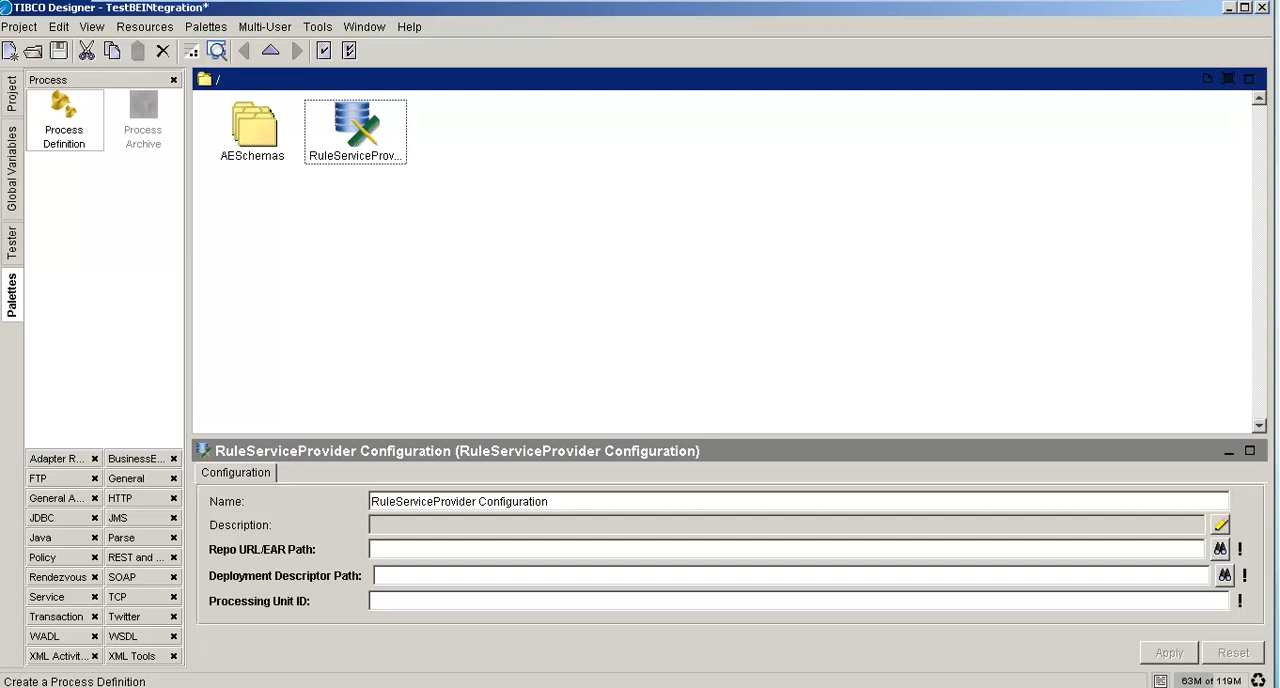 TIBCO Designer - TestBEINtegration*
Project Edit View Resources Palettes Multi-User Tools Window Help
Project
Global Variables
Tester
Palettes
Process
Process Definition
Process Archive
/
AESchemas
RuleServiceProv...
Adapter R... BusinessE...
FTP General
General A... HTTP
JDBC JMS
Java Parse
Policy REST and ...
Rendezvous SOAP
Service TCP
Transaction Twitter
WADL WSDL
XML Activit... XML Tools
RuleServiceProvider Configuration (RuleServiceProvider Configuration)
Configuration
Name: RuleServiceProvider Configuration
Description:
Repo URL/EAR Path: !
Deployment Descriptor Path: !
Processing Unit ID: !
Apply Reset
Create a Process Definition
63M of 119M